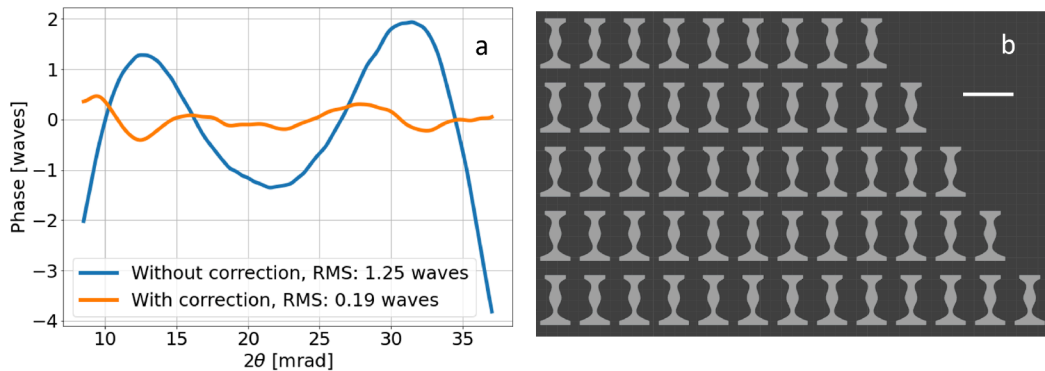 2
1
0
−1
−2
−3
−4
Phase [waves]
a
Without correction, RMS: 1.25 waves
With correction, RMS: 0.19 waves
10 15 20 25 30 35
2θ [mrad]
b